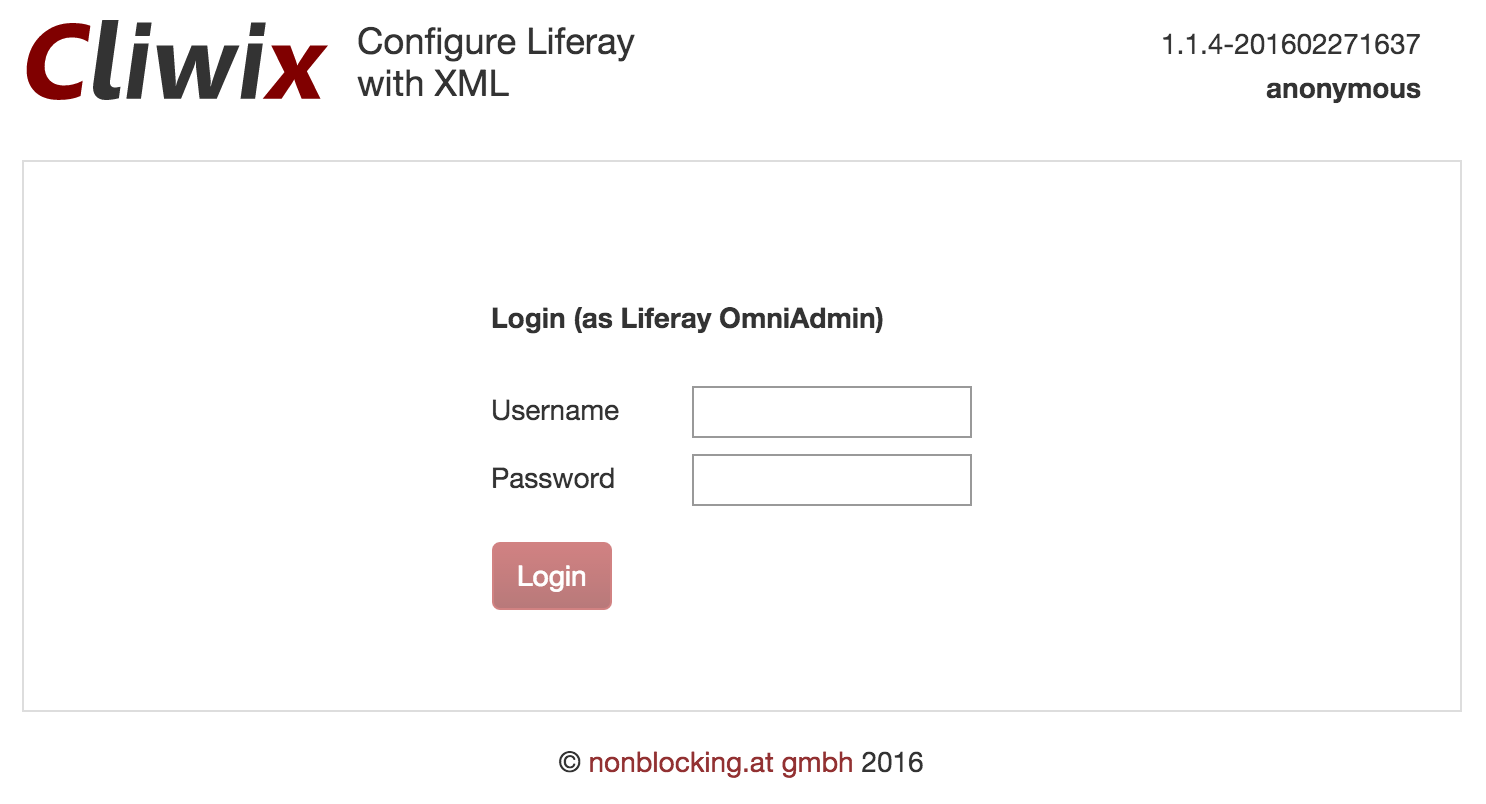 Cliwix
Configure Liferay
with XML
1.1.4-201602271637
anonymous
Login (as Liferay OmniAdmin)
Username
Password
Login
© nonblocking.at gmbh 2016